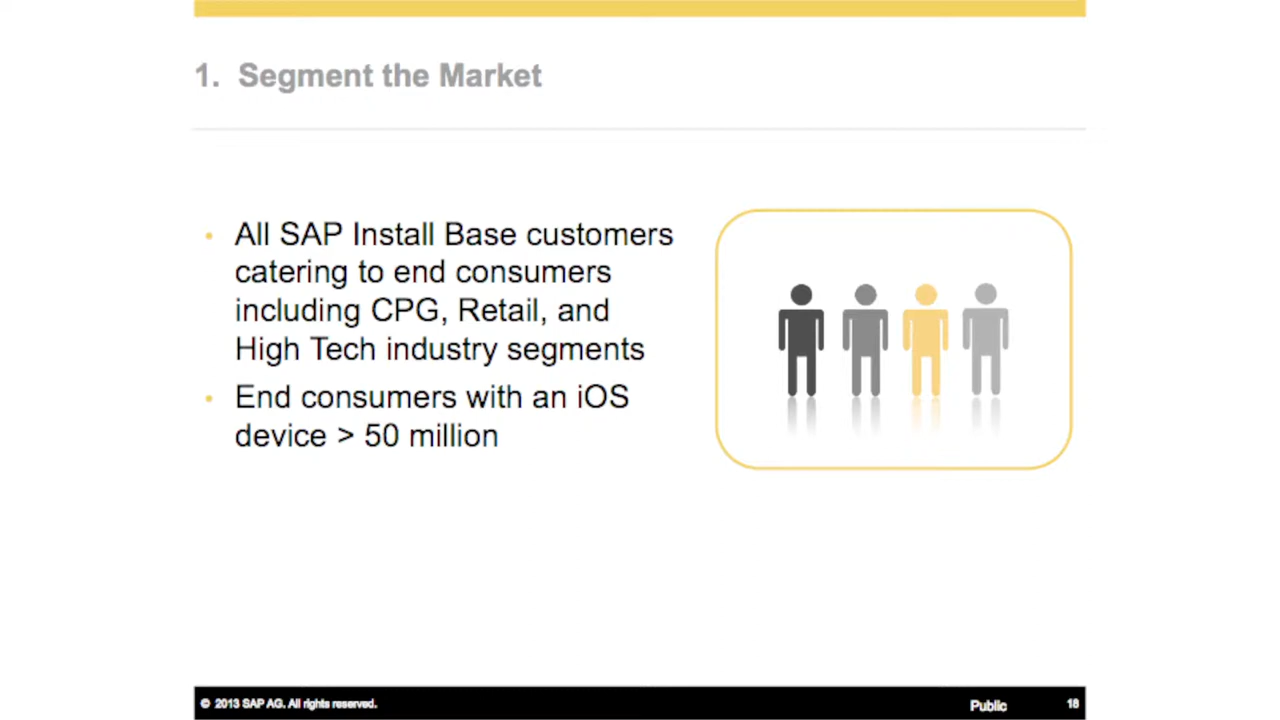 1. Segment the Market
• All SAP Install Base customers
catering to end consumers
including CPG, Retail, and
High Tech industry segments
• End consumers with an iOS
device > 50 million
© 2013 SAP AG. All rights reserved.
Public
18